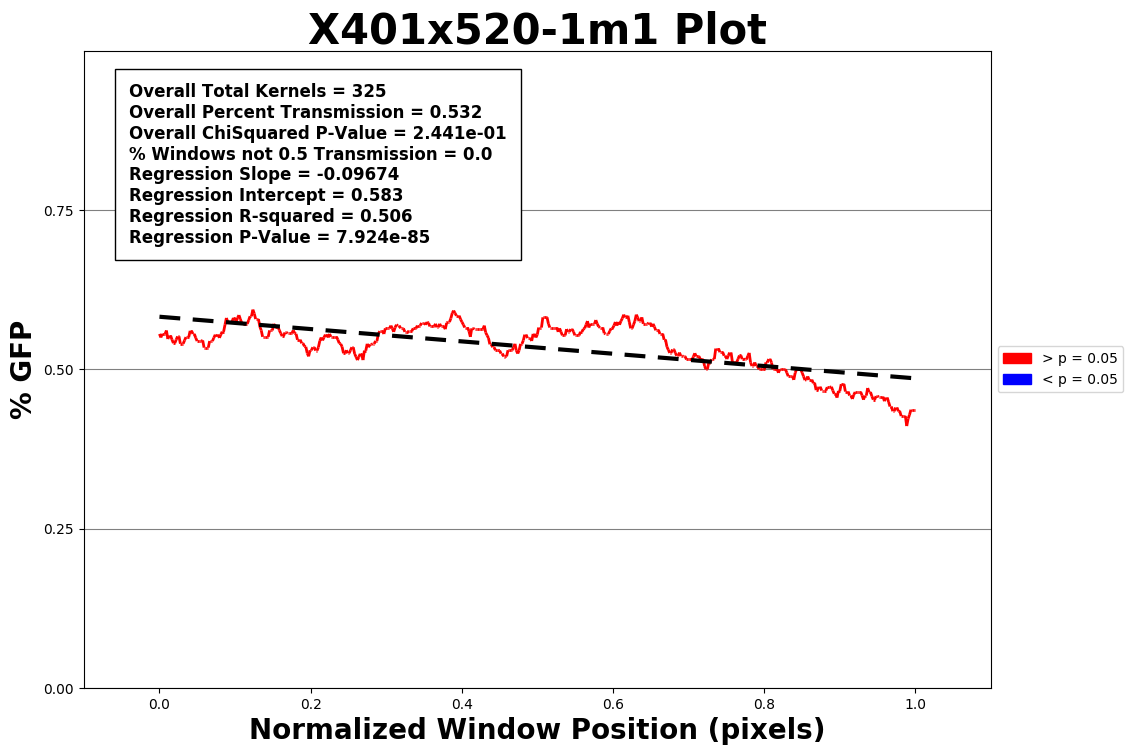 X401x520-1m1 Plot
Overall Total Kernels = 325
Overall Percent Transmission = 0.532
Overall ChiSquared P-Value = 2.441e-01
% Windows not 0.5 Transmission = 0.0
Regression Slope = -0.09674
Regression Intercept = 0.583
Regression R-squared = 0.506
Regression P-Value = 7.924e-85
% GFP
0.75
0.50
0.25
0.00
0.0
0.2
0.4
0.6
0.8
1.0
Normalized Window Position (pixels)
> p = 0.05
< p = 0.05